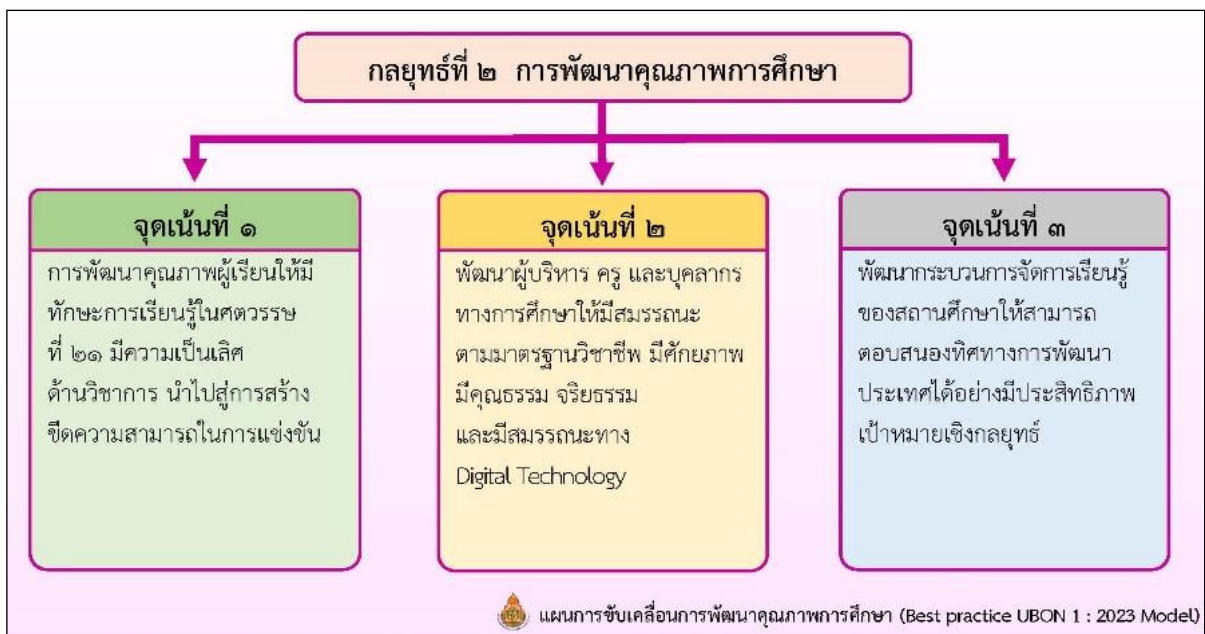 กลยุทธ์ที่ ๒ การพัฒนาคุณภาพการศึกษา
จุดเน้นที่ ๑
การพัฒนาคุณภาพผู้เรียนให้มี
ทักษะการเรียนรู้ในศตวรรษ
ที่ ๒๑ มีความเป็นเลิศ
ด้านวิชาการ นำไปสู่การสร้าง
ขีดความสามารถในการแข่งขัน
จุดเน้นที่ ๒
พัฒนาผู้บริหาร ครู และบุคลากร
ทางการศึกษาให้มีสมรรถนะ
ตามมาตรฐานวิชาชีพ มีศักยภาพ
มีคุณธรรม จริยธรรม
และมีสมรรถนะทาง
Digital Technology
จุดเน้นที่ ๓
พัฒนากระบวนการจัดการเรียนรู้
ของสถานศึกษาให้สามารถ
ตอบสนองทิศทางการพัฒนา
ประเทศได้อย่างมีประสิทธิภาพ
เป้าหมายเชิงกลยุทธ์
แผนการขับเคลื่อนการพัฒนาคุณภาพการศึกษา (Best practice UBON 1 : 2023 Model)